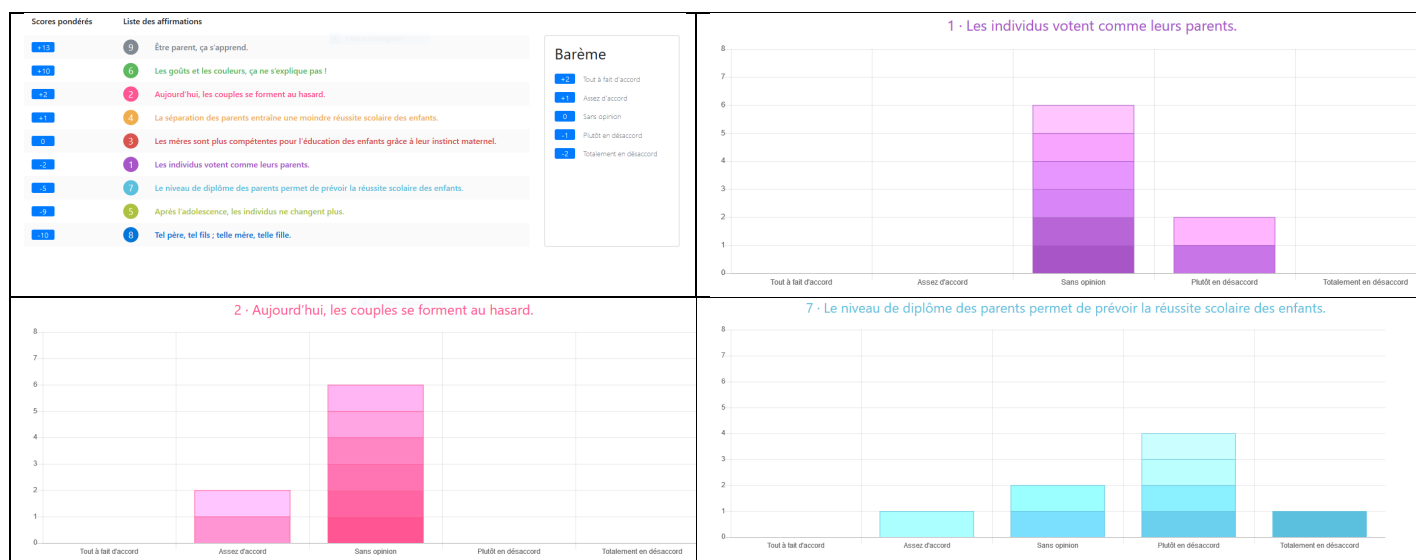 Scores pondérés Liste des affirmations
+13 9 Être parent, ça s'apprend.
+10 6 Les goûts et les couleurs, ça ne s'explique pas !
+2 2 Aujourd'hui, les couples se forment au hasard.
+1 4 La séparation des parents entraîne une moindre réussite scolaire des enfants.
0 3 Les mères sont plus compétentes pour l'éducation des enfants grâce à leur instinct maternel.
-2 1 Les individus votent comme leurs parents.
-5 7 Le niveau de diplôme des parents permet de prévoir la réussite scolaire des enfants.
-9 5 Après l'adolescence, les individus ne changent plus.
-10 8 Tel père, tel fils ; telle mère, telle fille.
Barème
+2 Tout à fait d'accord
+1 Assez d'accord
0 Sans opinion
-1 Plutôt en désaccord
-2 Totalement en désaccord
1 · Les individus votent comme leurs parents.
8
7
6
5
4
3
2
1
0
Tout à fait d'accord Assez d'accord Sans opinion Plutôt en désaccord Totalement en désaccord
2 · Aujourd'hui, les couples se forment au hasard.
8
7
6
5
4
3
2
1
0
Tout à fait d'accord Assez d'accord Sans opinion Plutôt en désaccord Totalement en désaccord
7 · Le niveau de diplôme des parents permet de prévoir la réussite scolaire des enfants.
8
7
6
5
4
3
2
1
0
Tout à fait d'accord Assez d'accord Sans opinion Plutôt en désaccord Totalement en désaccord